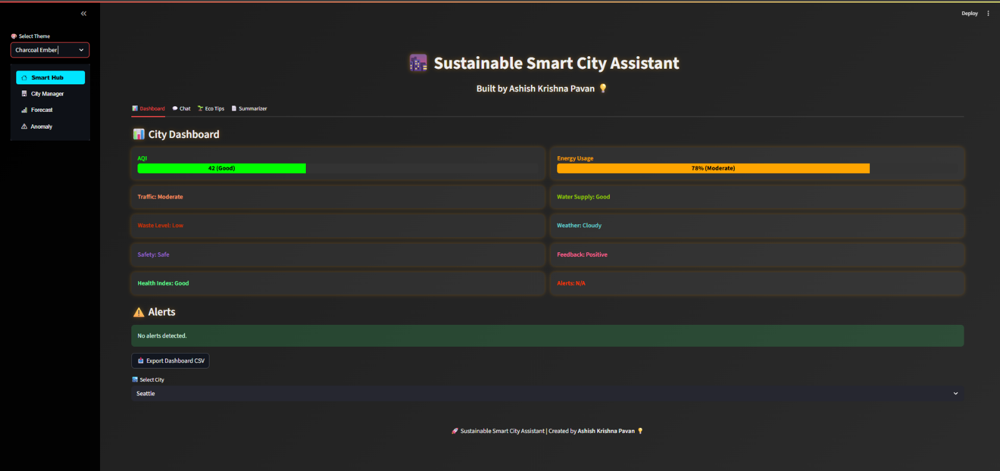 Deploy
Select Theme
Charcoal Ember
Smart Hub
City Manager
Forecast
Anomaly
Sustainable Smart City Assistant
Built by Ashish Krishna Pavan
Dashboard Chat Eco Tips Summarizer
City Dashboard
AQI
42 (Good)
Energy Usage
78% (Moderate)
Traffic: Moderate
Water Supply: Good
Waste Level: Low
Weather: Cloudy
Safety: Safe
Feedback: Positive
Health Index: Good
Alerts: N/A
Alerts
No alerts detected.
Export Dashboard CSV
Select City
Seattle
Sustainable Smart City Assistant | Created by Ashish Krishna Pavan